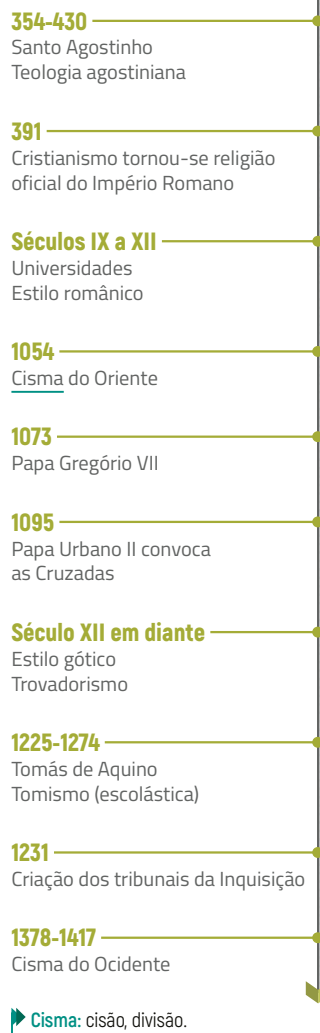 354-430
Santo Agostinho
Teologia agostiniana
391
Cristianismo tornou-se religião
oficial do Império Romano
Séculos IX a XII
Universidades
Estilo românico
1054
Cisma do Oriente
1073
Papa Gregório VII
1095
Papa Urbano II convoca
as Cruzadas
Século XII em diante
Estilo gótico
Trovadorismo
1225-1274
Tomás de Aquino
Tomismo (escolástica)
1231
Criação dos tribunais da Inquisição
1378-1417
Cisma do Ocidente
Cisma: cisão, divisão.